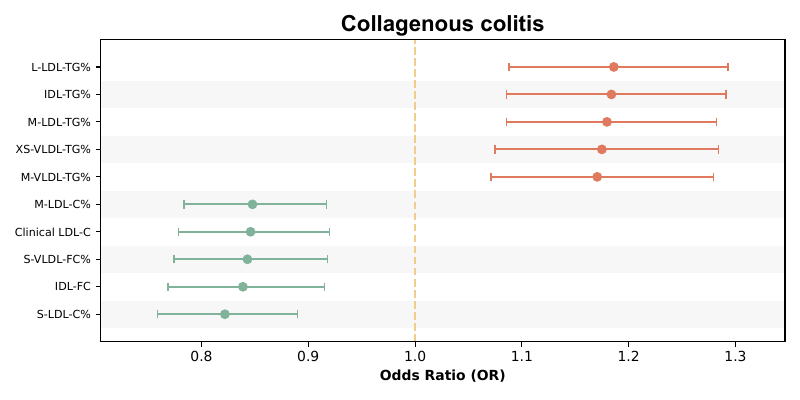 Collagenous colitis
L-LDL-TG%
IDL-TG%
M-LDL-TG%
XS-VLDL-TG%
M-VLDL-TG%
M-LDL-C%
Clinical LDL-C
S-VLDL-FC%
IDL-FC
S-LDL-C%
0.8 0.9 1.0 1.1 1.2 1.3
Odds Ratio (OR)